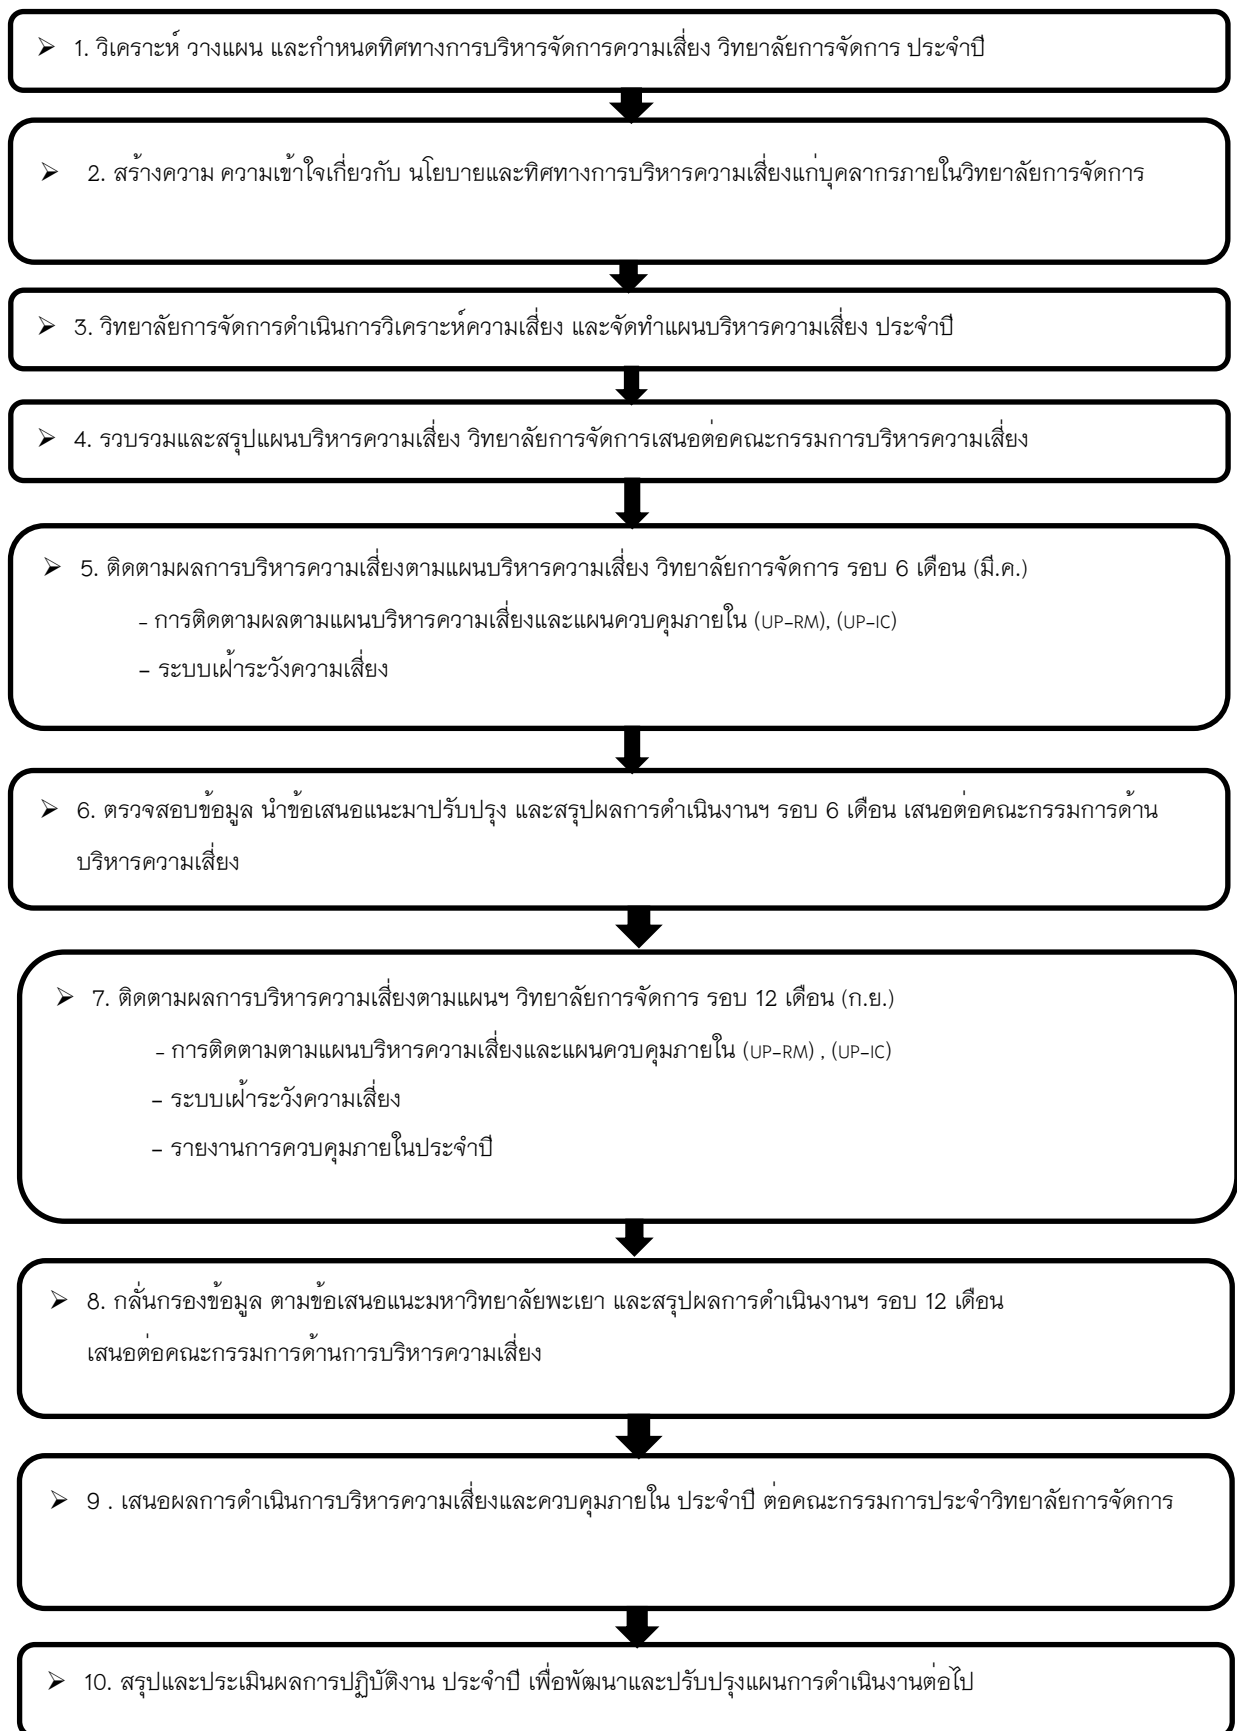 ➢ 1. วิเคราะห์ วางแผน และกำหนดทิศทางการบริหารจัดการความเสี่ยง วิทยาลัยการจัดการ ประจำปี
➢ 2. สร้างความ ความเข้าใจเกี่ยวกับ นโยบายและทิศทางการบริหารความเสี่ยงแก่บุคลากรภายในวิทยาลัยการจัดการ
➢ 3. วิทยาลัยการจัดการดำเนินการวิเคราะห์ความเสี่ยง และจัดทำแผนบริหารความเสี่ยง ประจำปี
➢ 4. รวบรวมและสรุปแผนบริหารความเสี่ยง วิทยาลัยการจัดการเสนอต่อคณะกรรมการบริหารความเสี่ยง
➢ 5. ติดตามผลการบริหารความเสี่ยงตามแผนบริหารความเสี่ยง วิทยาลัยการจัดการ รอบ 6 เดือน (มี.ค.)
- การติดตามผลตามแผนบริหารความเสี่ยงและแผนควบคุมภายใน (UP-RM), (UP-IC)
- ระบบเฝ้าระวังความเสี่ยง
➢ 6. ตรวจสอบข้อมูล นำข้อเสนอแนะมาปรับปรุง และสรุปผลการดำเนินงานฯ รอบ 6 เดือน เสนอต่อคณะกรรมการด้าน
บริหารความเสี่ยง
➢ 7. ติดตามผลการบริหารความเสี่ยงตามแผนฯ วิทยาลัยการจัดการ รอบ 12 เดือน (ก.ย.)
- การติดตามตามแผนบริหารความเสี่ยงและแผนควบคุมภายใน (UP-RM) , (UP-IC)
- ระบบเฝ้าระวังความเสี่ยง
- รายงานการควบคุมภายในประจำปี
➢ 8. กลั่นกรองข้อมูล ตามข้อเสนอแนะมหาวิทยาลัยพะเยา และสรุปผลการดำเนินงานฯ รอบ 12 เดือน
เสนอต่อคณะกรรมการด้านการบริหารความเสี่ยง
➢ 9 . เสนอผลการดำเนินการบริหารความเสี่ยงและควบคุมภายใน ประจำปี ต่อคณะกรรมการประจำวิทยาลัยการจัดการ
➢ 10. สรุปและประเมินผลการปฏิบัติงาน ประจำปี เพื่อพัฒนาและปรับปรุงแผนการดำเนินงานต่อไป